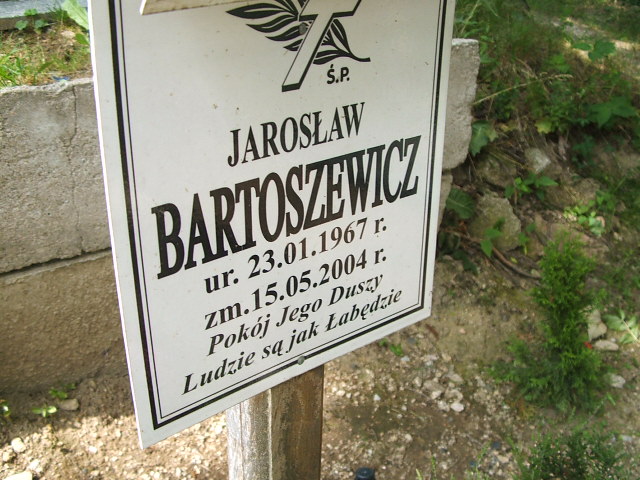 Ś.P.
JAROSŁAW
BARTOSZEWICZ
ur. 23.01.1967 r.
zm.15.05.2004 r.
Pokój Jego Duszy
Ludzie są jak Łabędzie